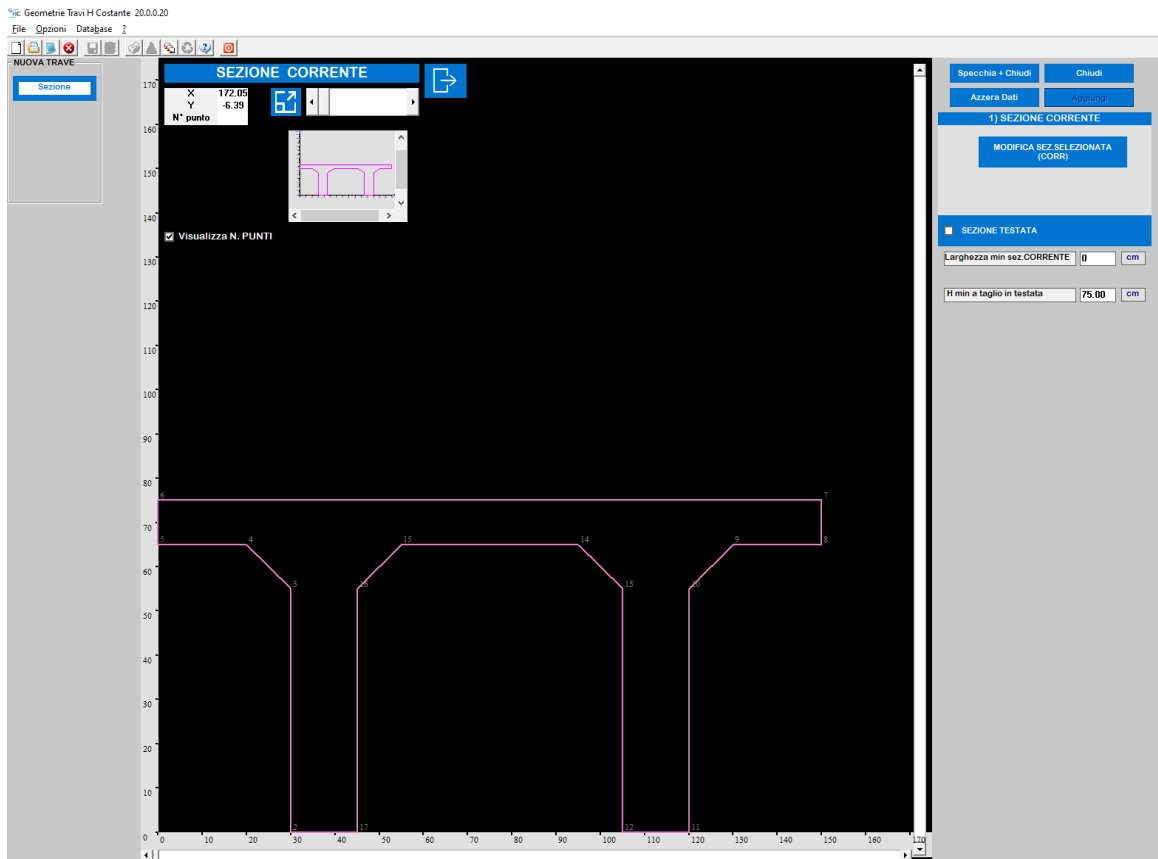 HC Geometrie Travi H Costante 20.0.0.20
File Opzioni Database ?
NUOVA TRAVE
Sezione
SEZIONE CORRENTE
X 172.05
Y -6.39
N° punto
Visualizza N. PUNTI
Specchia + Chiudi Chiudi
Azzera Dati Aggiungi
1) SEZIONE CORRENTE
MODIFICA SEZ.SELEZIONATA
(CORR)
SEZIONE TESTATA
Larghezza min sez.CORRENTE 0 cm
H min a taglio in testata 75.00 cm
170
160
150
140
130
120
110
100
90
80
6 7
70
5 4 15 14 9 8
60
3 16 13 10
50
40
30
20
10
2 17 12 11
0 0 10 20 30 40 50 60 70 80 90 100 110 120 130 140 150 160 170